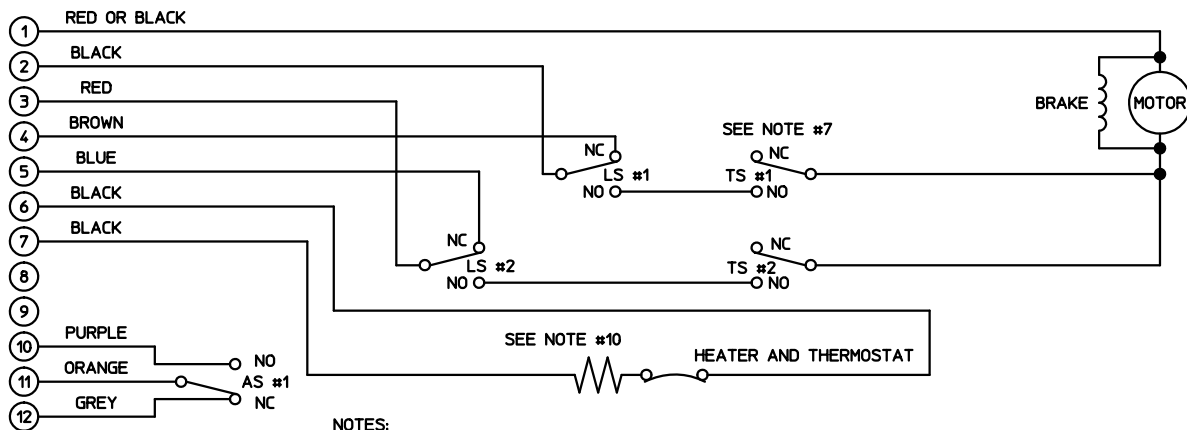 1 RED OR BLACK
2 BLACK
3 RED
4 BROWN
5 BLUE
6 BLACK
7 BLACK
8
9
10 PURPLE
11 ORANGE
12 GREY
NO
AS #1
NC
NC
LS #1
NO
NC
LS #2
NO
SEE NOTE #7
NC
TS #1
NO
NC
TS #2
NO
BRAKE
MOTOR
SEE NOTE #10
HEATER AND THERMOSTAT
NOTES: